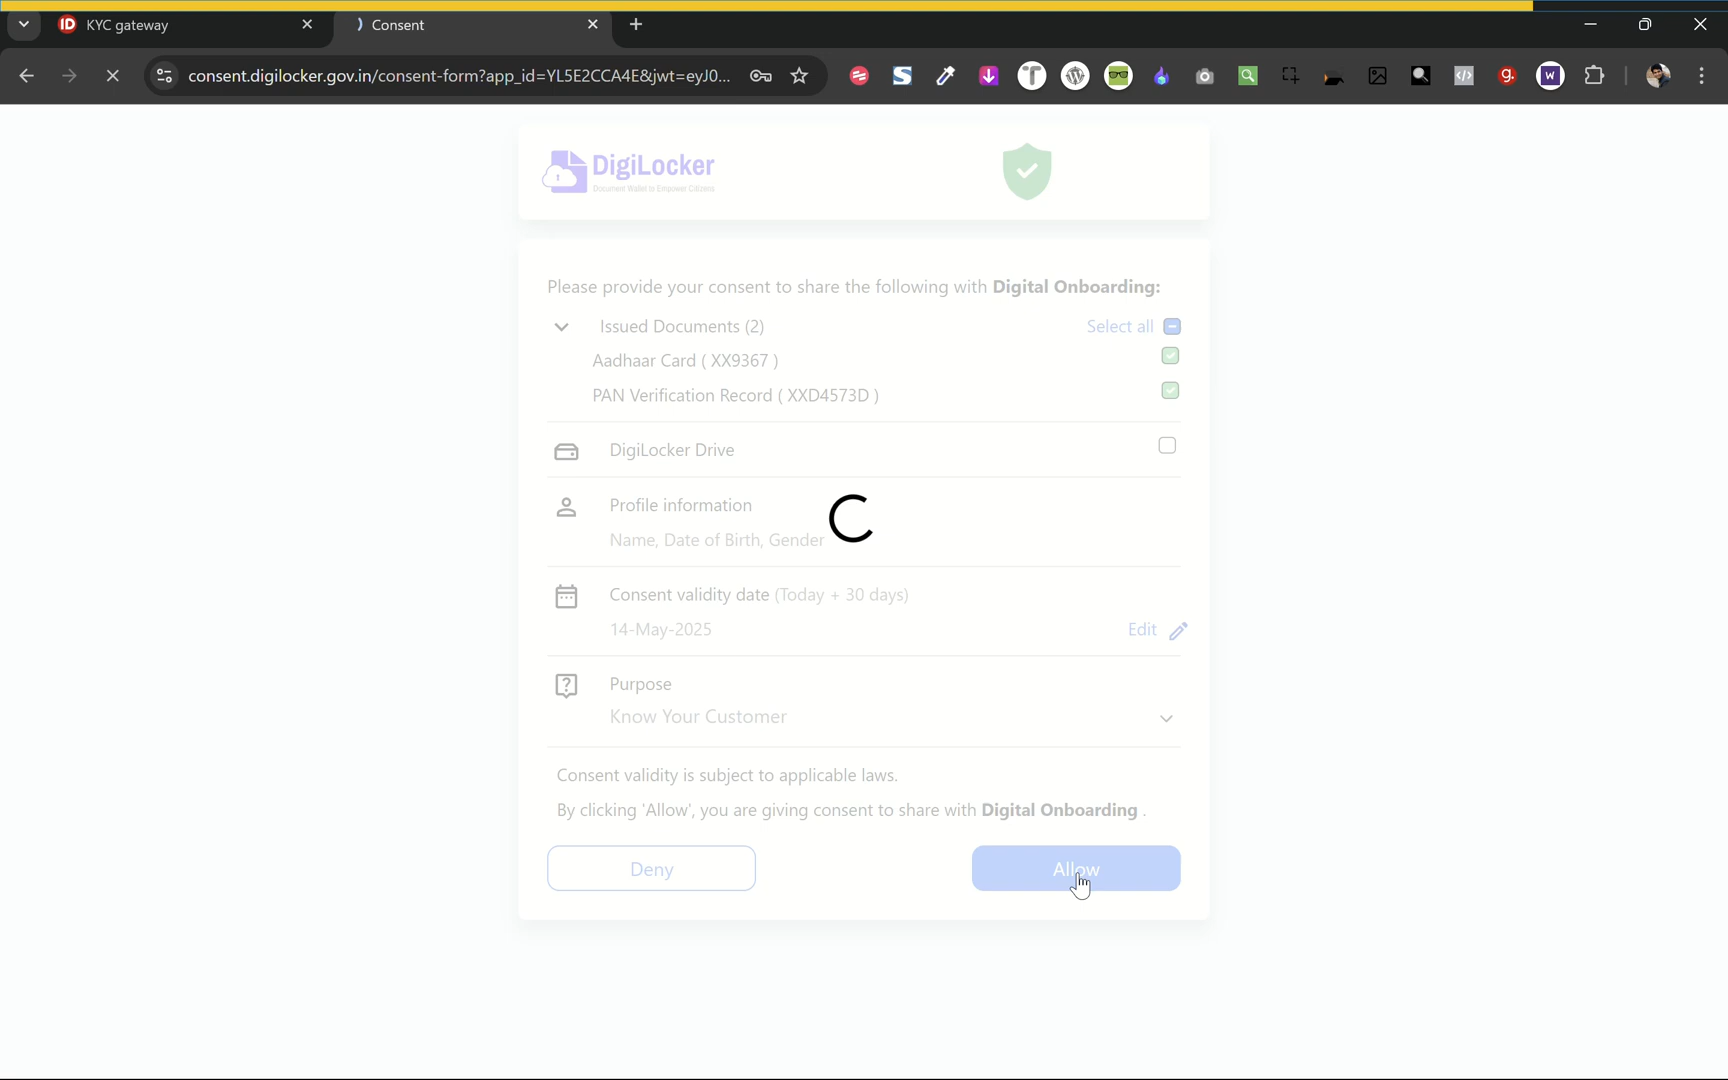 KYC gateway
Consent
consent.digilocker.gov.in/consent-form?app_id=YL5E2CCA4E&jwt=eyJ0...
DigiLocker
Document Wallet to Empower Citizens
Please provide your consent to share the following with Digital Onboarding:
Issued Documents (2)
Select all
Aadhaar Card ( XX9367 )
PAN Verification Record ( XXD4573D )
DigiLocker Drive
Profile information
Name, Date of Birth, Gender
Consent validity date (Today + 30 days)
14-May-2025
Edit
Purpose
Know Your Customer
Consent validity is subject to applicable laws.
By clicking 'Allow', you are giving consent to share with Digital Onboarding .
Deny
Allow